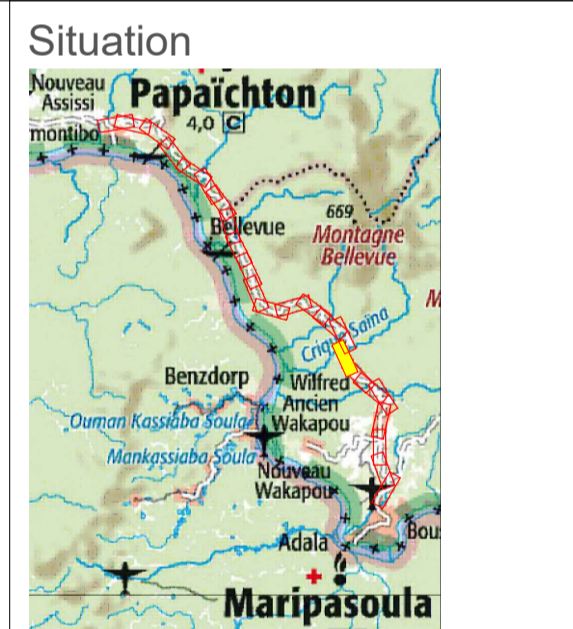 Situation
Nouveau
Assissi
Papaïchton
4,0 C
montibo
Bellevue
669
Montagne
Bellevue
M
Crique Saïna
Benzdorp
Wilfred
Ancien
Wakapou
Ouman Kassiaba Soula
Mankassiaba Soula
Nouveau
Wakapou
Adala
Bou
Maripasoula